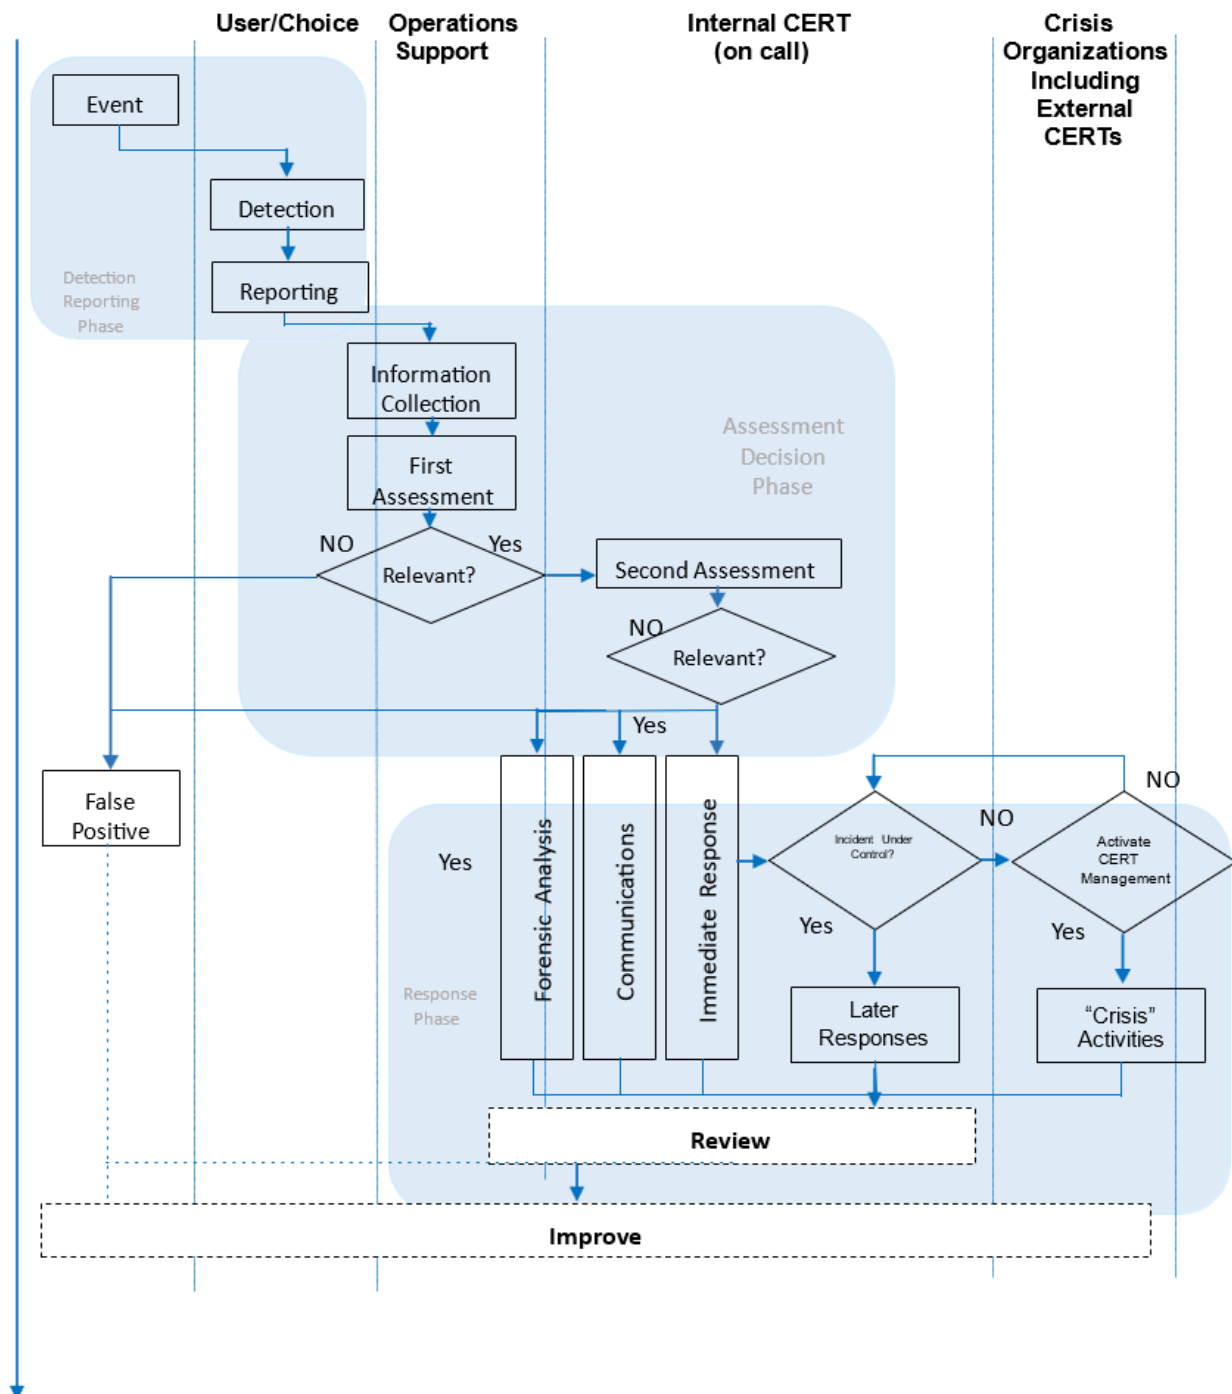 User/Choice
Operations
Support
Internal CERT
(on call)
Crisis
Organizations
Including
External
CERTs
Event
Detection
Reporting
Detection
Reporting
Phase
Information
Collection
First
Assessment
Assessment
Decision
Phase
NO
Yes
Relevant?
Second Assessment
NO
Relevant?
Yes
False
Positive
Yes
Forensic Analysis
Communications
Immediate Response
Incident Under
Control?
NO
NO
Activate
CERT
Management
Yes
Yes
Response
Phase
Later
Responses
“Crisis”
Activities
Review
Improve